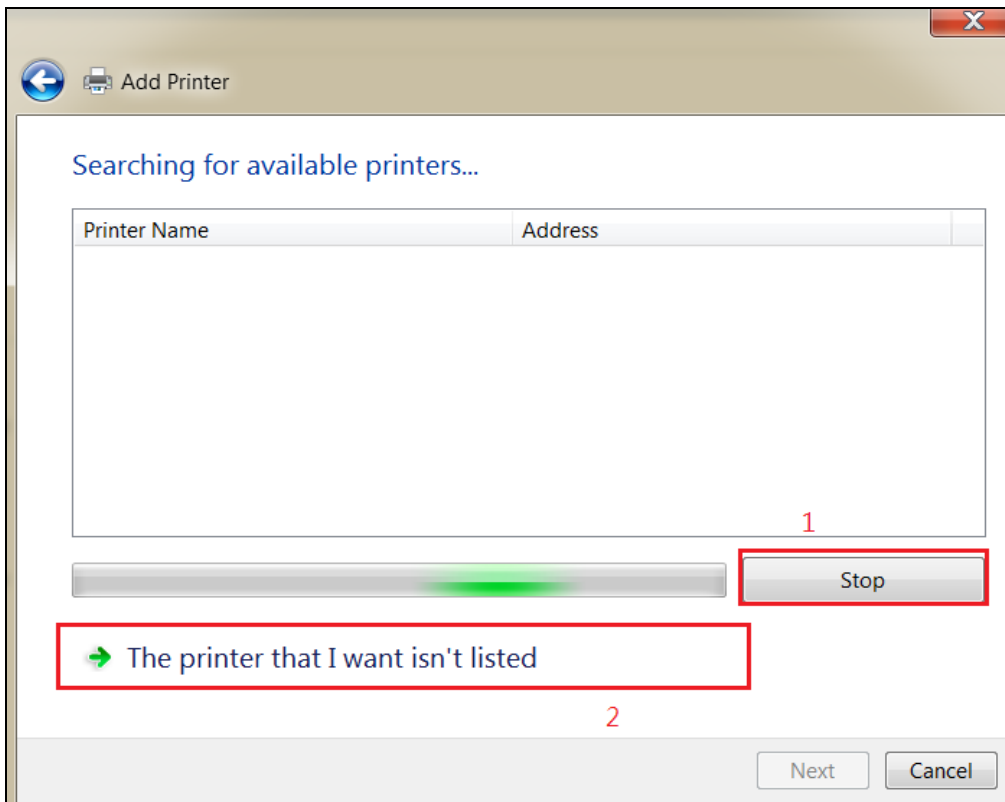 X
Add Printer
Searching for available printers...
Printer Name Address
1
Stop
The printer that I want isn't listed
2
Next Cancel